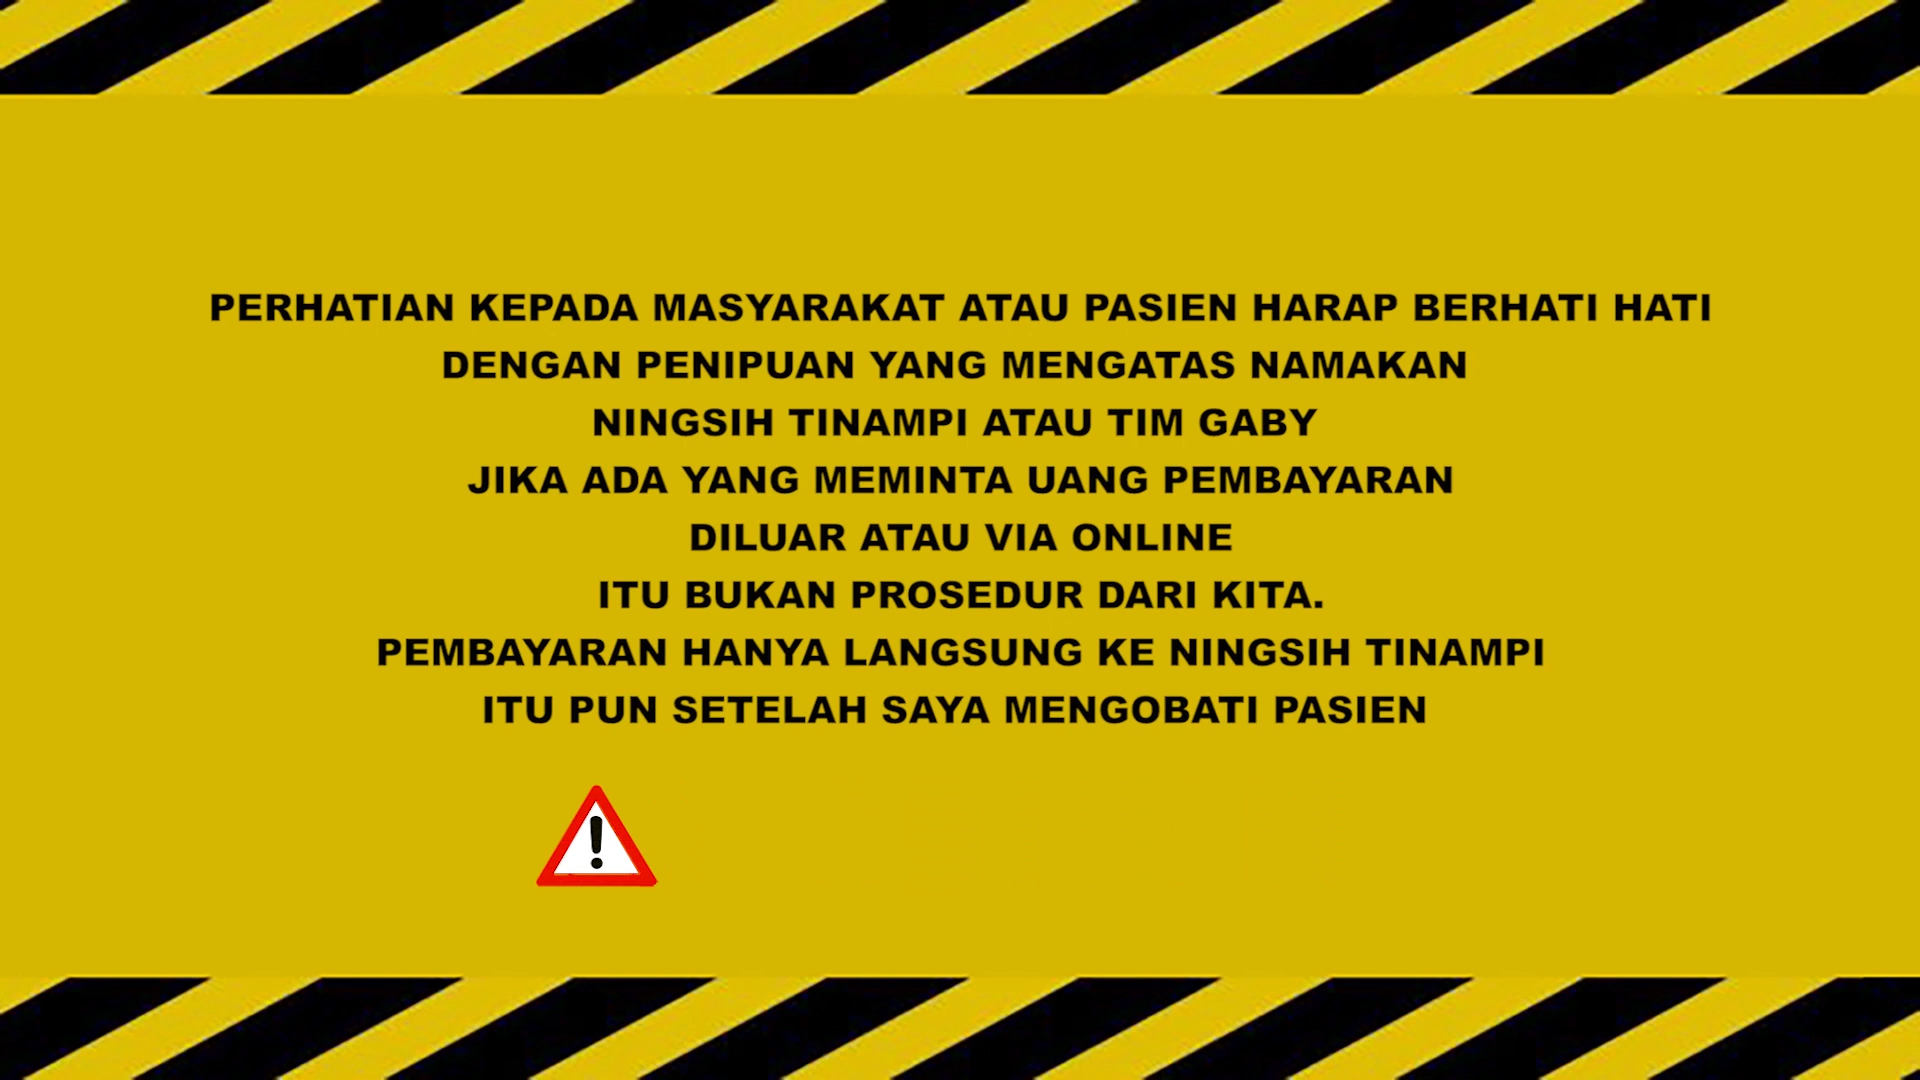 PERHATIAN KEPADA MASYARAKAT ATAU PASIEN HARAP BERHATI HATI
DENGAN PENIPUAN YANG MENGATAS NAMAKAN
NINGSIH TINAMPI ATAU TIM GABY
JIKA ADA YANG MEMINTA UANG PEMBAYARAN
DILUAR ATAU VIA ONLINE
ITU BUKAN PROSEDUR DARI KITA.
PEMBAYARAN HANYA LANGSUNG KE NINGSIH TINAMPI
ITU PUN SETELAH SAYA MENGOBATI PASIEN